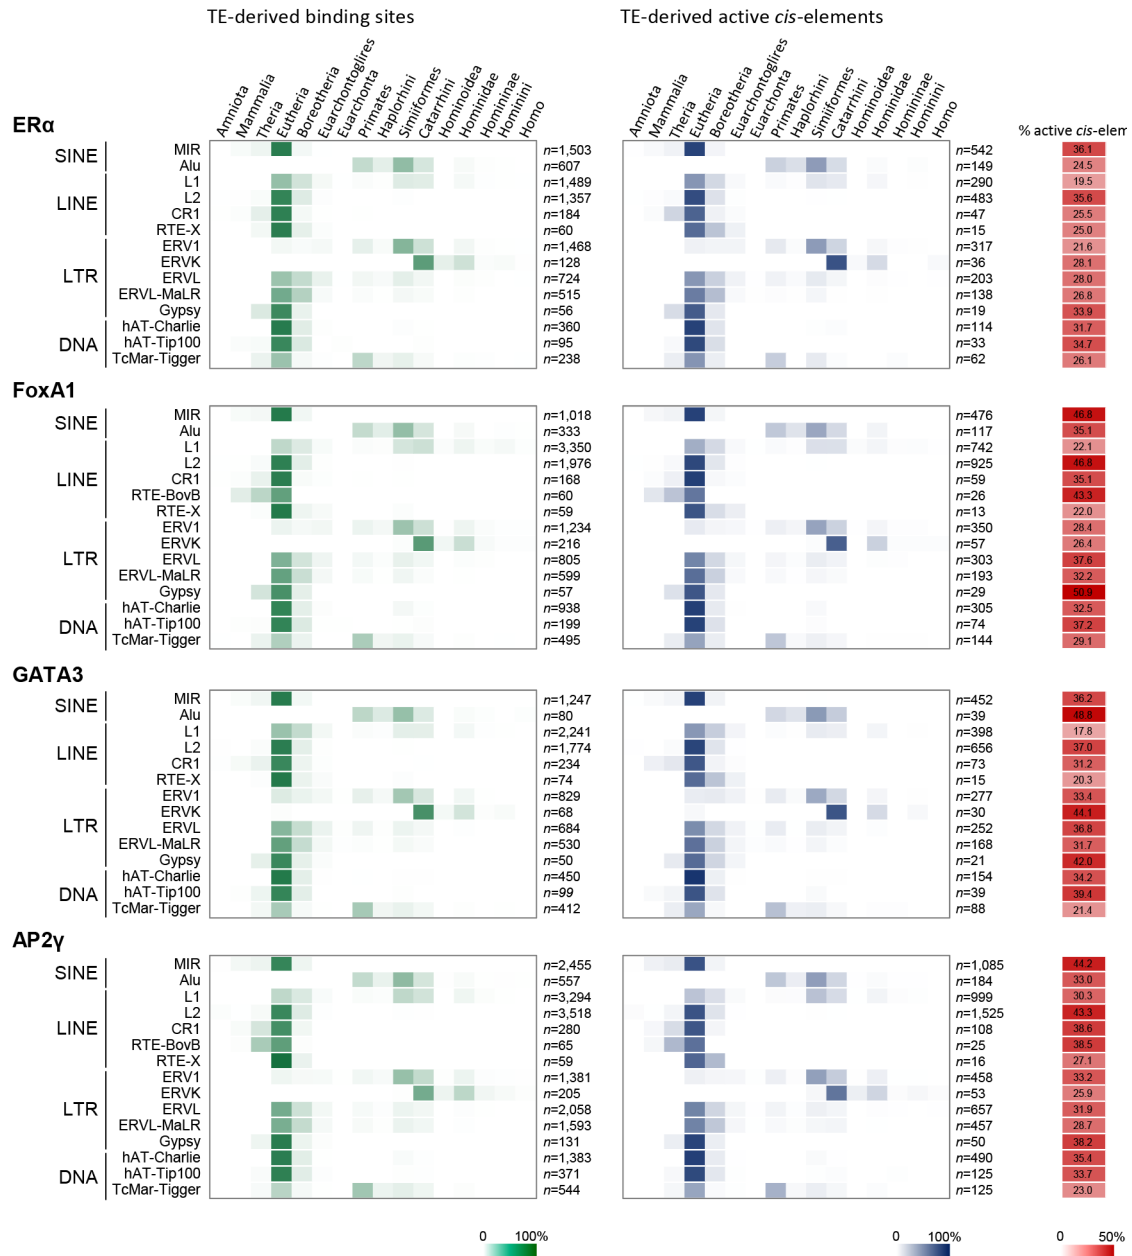 TE-derived binding sites TE-derived active cis-elements
Amniota Mammalia Theria Eutheria Boreotheria Euarchontoglires Euarchonta Primates Haplorhini Simiiformes Catarrhini Hominoidea Hominidae Homininae Hominini Homo Amniota Mammalia Theria Eutheria Boreotheria Euarchontoglires Euarchonta Primates Haplorhini Simiiformes Catarrhini Hominoidea Hominidae Homininae Hominini Homo
ERα % active cis-elem
SINE MIR n=1,503 n=542 36.1
Alu n=607 n=149 24.5
LINE L1 n=1,489 n=290 19.5
L2 n=1,357 n=483 35.6
CR1 n=184 n=47 25.5
RTE-X n=60 n=15 25.0
LTR ERV1 n=1,468 n=317 21.6
ERVK n=128 n=36 28.1
ERVL n=724 n=203 28.0
ERVL-MaLR n=515 n=138 26.8
Gypsy n=56 n=19 33.9
DNA hAT-Charlie n=360 n=114 31.7
hAT-Tip100 n=95 n=33 34.7
TcMar-Tigger n=238 n=62 26.1
FoxA1
SINE MIR n=1,018 n=476 46.8
Alu n=333 n=117 35.1
LINE L1 n=3,350 n=742 22.1
L2 n=1,976 n=925 46.8
CR1 n=168 n=59 35.1
RTE-BovB n=60 n=26 43.3
RTE-X n=59 n=13 22.0
LTR ERV1 n=1,234 n=350 28.4
ERVK n=216 n=57 26.4
ERVL n=805 n=303 37.6
ERVL-MaLR n=599 n=193 32.2
Gypsy n=57 n=29 50.9
DNA hAT-Charlie n=938 n=305 32.5
hAT-Tip100 n=199 n=74 37.2
TcMar-Tigger n=495 n=144 29.1
GATA3
SINE MIR n=1,247 n=452 36.2
Alu n=80 n=39 48.8
LINE L1 n=2,241 n=398 17.8
L2 n=1,774 n=656 37.0
CR1 n=234 n=73 31.2
RTE-X n=74 n=15 20.3
LTR ERV1 n=829 n=277 33.4
ERVK n=68 n=30 44.1
ERVL n=684 n=252 36.8
ERVL-MaLR n=530 n=168 31.7
Gypsy n=50 n=21 42.0
DNA hAT-Charlie n=450 n=154 34.2
hAT-Tip100 n=99 n=39 39.4
TcMar-Tigger n=412 n=88 21.4
AP2γ
SINE MIR n=2,455 n=1,085 44.2
Alu n=557 n=184 33.0
LINE L1 n=3,294 n=999 30.3
L2 n=3,518 n=1,525 43.3
CR1 n=280 n=108 38.6
RTE-BovB n=65 n=25 38.5
RTE-X n=59 n=16 27.1
LTR ERV1 n=1,381 n=458 33.2
ERVK n=205 n=53 25.9
ERVL n=2,058 n=657 31.9
ERVL-MaLR n=1,593 n=457 28.7
Gypsy n=131 n=50 38.2
DNA hAT-Charlie n=1,383 n=490 35.4
hAT-Tip100 n=371 n=125 33.7
TcMar-Tigger n=544 n=125 23.0
0 100% 0 100% 0 50%